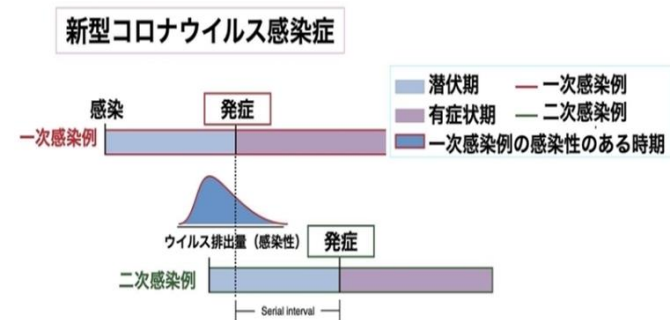 新型コロナウイルス感染症
潜伏期
一次感染例
有症状期
二次感染例
一次感染例の感染性のある時期
感染
発症
一次感染例
ウイルス排出量（感染性）
発症
二次感染例
Serial interval